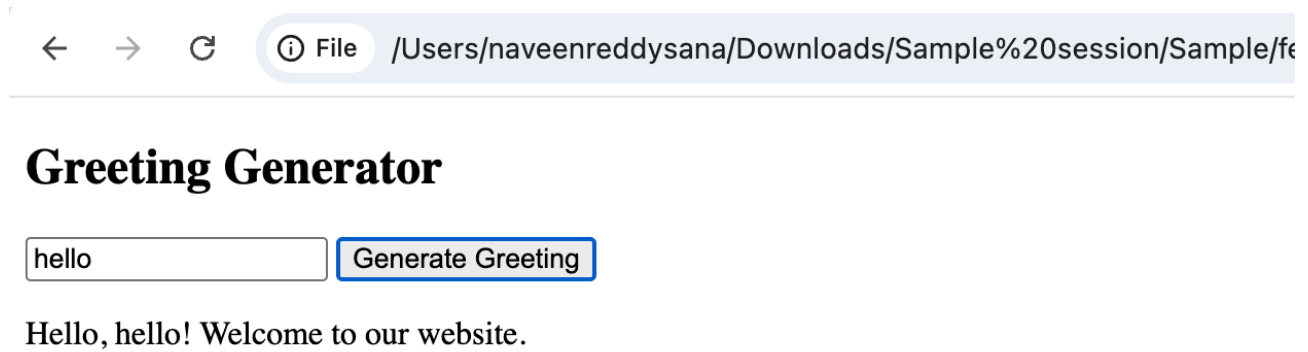 File /Users/naveenreddysana/Downloads/Sample%20session/Sample/fe
Greeting Generator
hello Generate Greeting
Hello, hello! Welcome to our website.